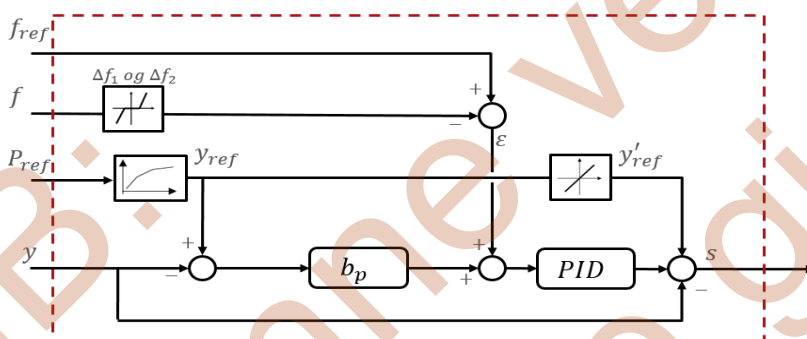 f_ref
Δf₁ og Δf₂
f
+
−
ε
P_ref
y_ref
y′_ref
+
+
y
−
b_p
+
PID
s
−